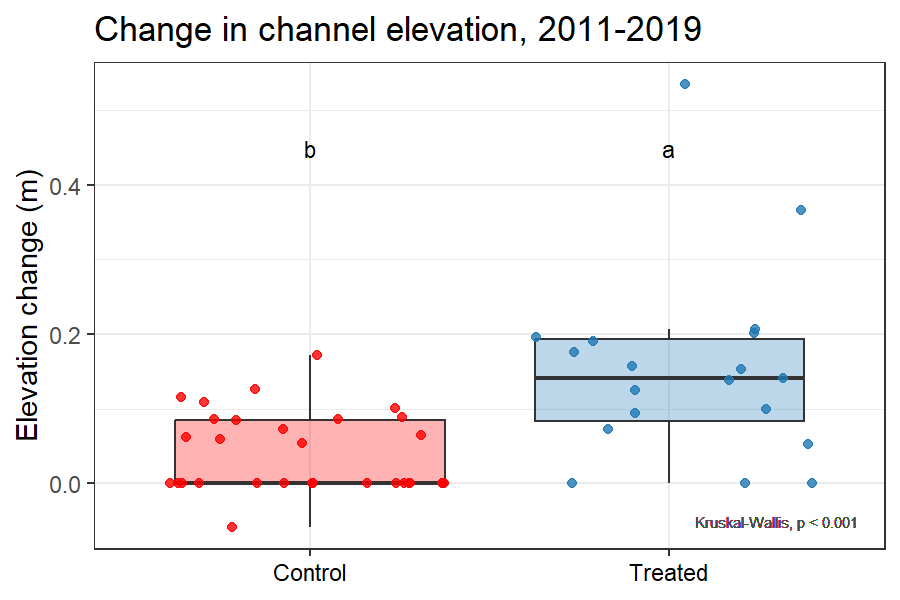 Change in channel elevation, 2011-2019
Elevation change (m)
0.4
0.2
0.0
b
a
Kruskal-Wallis, p < 0.001
Control
Treated